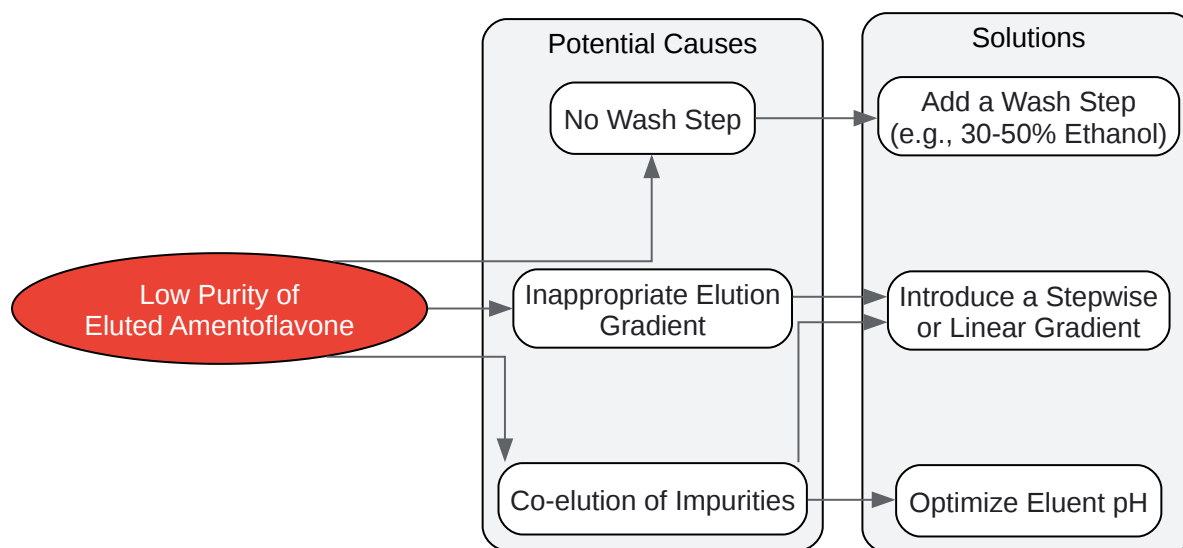 Potential Causes
Solutions
No Wash Step
Add a Wash Step
(e.g., 30-50% Ethanol)
Low Purity of
Eluted Amentoflavone
Inappropriate Elution
Gradient
Introduce a Stepwise
or Linear Gradient
Co-elution of Impurities
Optimize Eluent pH